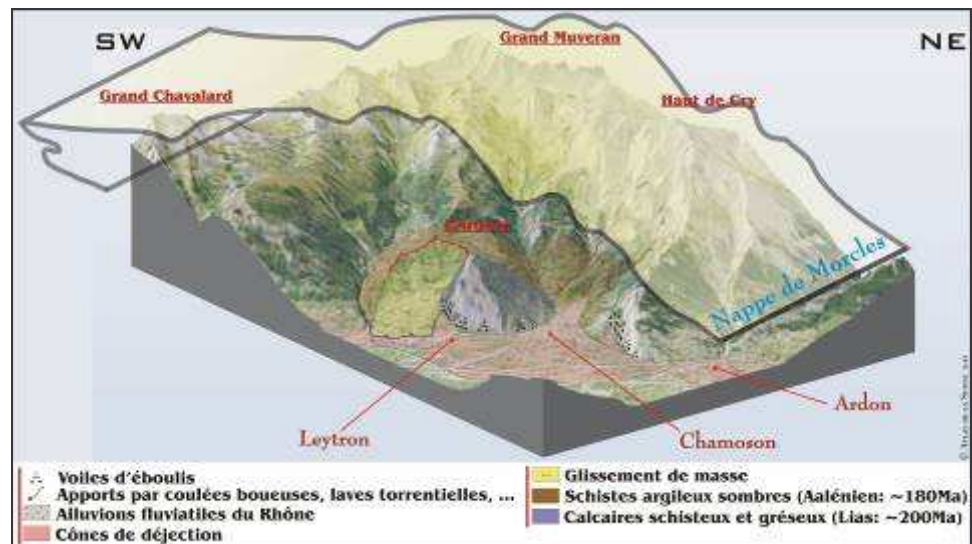 SW
NE
Grand Muveran
Grand Chavalard
Haut de Cry
Nappe de Morcles
Ardon
Leytron
Chamoson
Voiles d'éboulis
Apports par coulées boueuses, laves torrentielles, ...
Alluvions fluviatiles du Rhône
Cônes de déjection
Glissement de masse
Schistes argileux sombres (Aalénien: ~180Ma)
Calcaires schisteux et gréseux (Lias: ~200Ma)